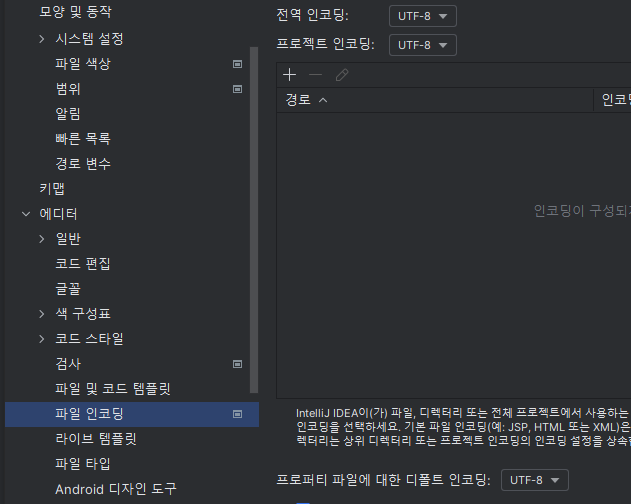 모양 및 동작
시스템 설정
파일 색상
범위
알림
빠른 목록
경로 변수
키맵
에디터
일반
코드 편집
글꼴
색 구성표
코드 스타일
검사
파일 및 코드 템플릿
파일 인코딩
라이브 템플릿
파일 타입
Android 디자인 도구
전역 인코딩: UTF-8
프로젝트 인코딩: UTF-8
경로 인코딩
인코딩이 구성되
IntelliJ IDEA이(가) 파일, 디렉터리 또는 전체 프로젝트에서 사용하는
인코딩을 선택하세요. 기본 파일 인코딩(예: JSP, HTML 또는 XML)은
렉터리는 상위 디렉터리 또는 프로젝트 인코딩의 인코딩 설정을 상속
프로퍼티 파일에 대한 디폴트 인코딩: UTF-8